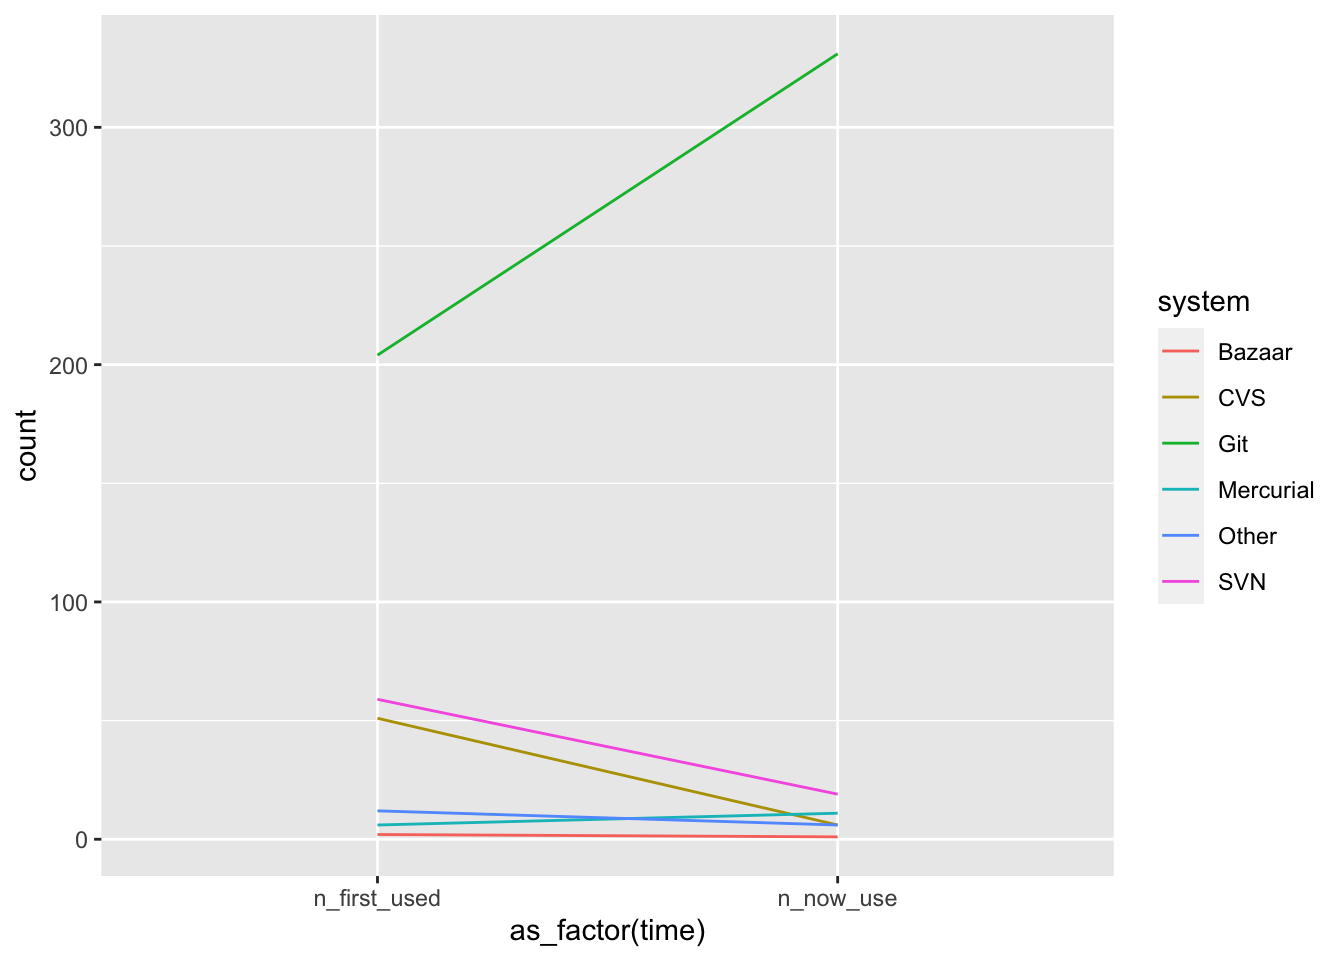 count
300
200
100
0
n_first_used
n_now_use
as_factor(time)
system
Bazaar
CVS
Git
Mercurial
Other
SVN